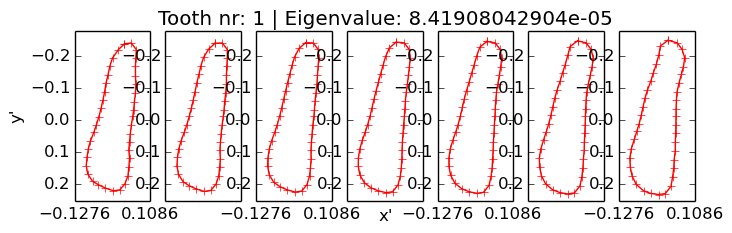 Tooth nr: 1 | Eigenvalue: 8.41908042904e-05
−0.2 −0.2 −0.2 −0.2 −0.2 −0.2 −0.2
−0.1 −0.1 −0.1 −0.1 −0.1 −0.1 −0.1
y' 0.0 0.0 0.0 0.0 0.0 0.0 0.0
0.1 0.1 0.1 0.1 0.1 0.1 0.1
0.2 0.2 0.2 0.2 0.2 0.2 0.2
−0.1276 0.1086 −0.1276 0.1086 −0.1276 0.1086 −0.1276 0.1086
x'